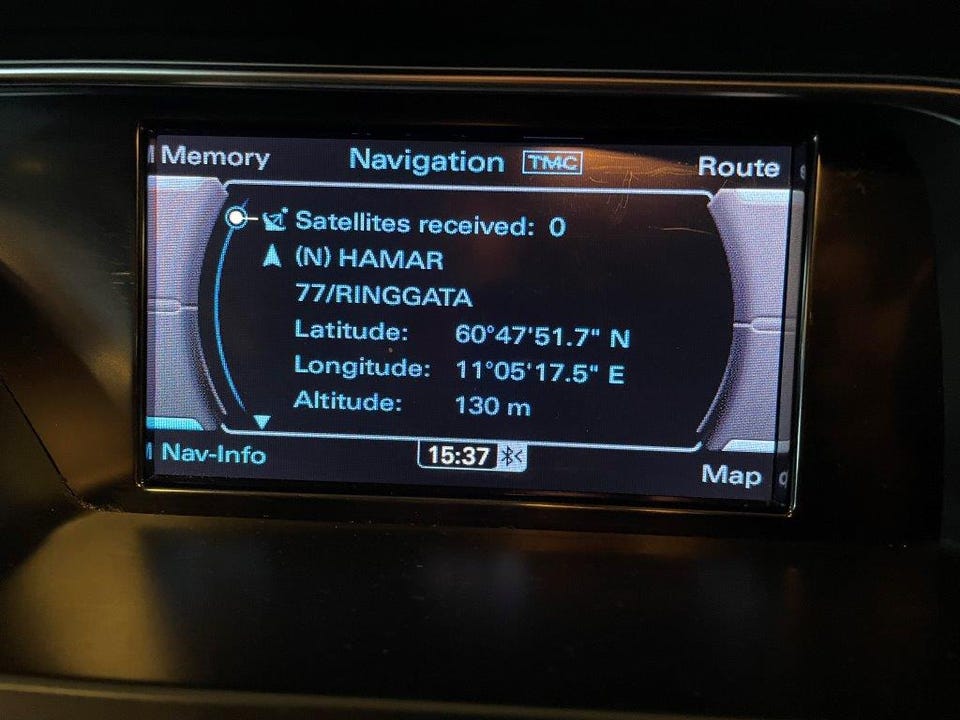 Memory
Navigation TMC
Route
Satellites received: 0
(N) HAMAR
77/RINGGATA
Latitude: 60°47'51.7" N
Longitude: 11°05'17.5" E
Altitude: 130 m
Nav-Info
15:37
Map